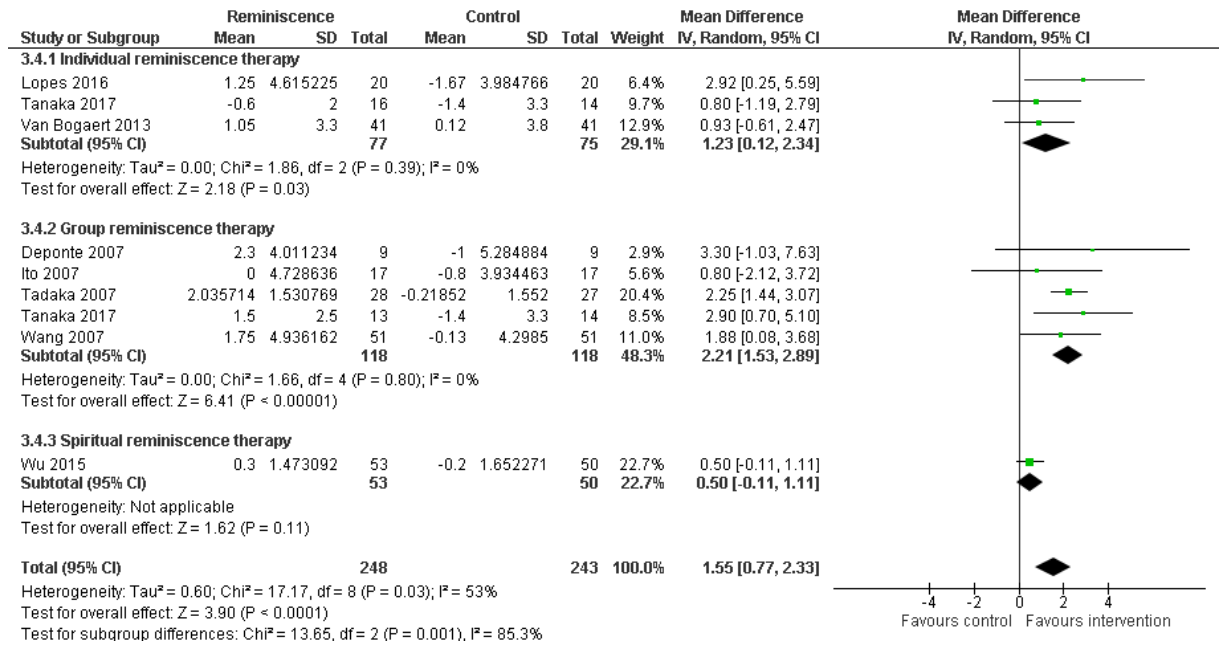 Reminiscence Control Mean Difference Mean Difference
Study or Subgroup Mean SD Total Mean SD Total Weight IV, Random, 95% CI IV, Random, 95% CI
3.4.1 Individual reminiscence therapy
Lopes 2016 1.25 4.615225 20 -1.67 3.984766 20 6.4% 2.92 [0.25, 5.59]
Tanaka 2017 -0.6 2 16 -1.4 3.3 14 9.7% 0.80 [-1.19, 2.79]
Van Bogaert 2013 1.05 3.3 41 0.12 3.8 41 12.9% 0.93 [-0.61, 2.47]
Subtotal (95% CI) 77 75 29.1% 1.23 [0.12, 2.34]
Heterogeneity: Tau² = 0.00; Chi² = 1.86, df = 2 (P = 0.39); I² = 0%
Test for overall effect: Z = 2.18 (P = 0.03)
3.4.2 Group reminiscence therapy
Deponte 2007 2.3 4.011234 9 -1 5.284884 9 2.9% 3.30 [-1.03, 7.63]
Ito 2007 0 4.728636 17 -0.8 3.934463 17 5.6% 0.80 [-2.12, 3.72]
Tadaka 2007 2.035714 1.530769 28 -0.21852 1.552 27 20.4% 2.25 [1.44, 3.07]
Tanaka 2017 1.5 2.5 13 -1.4 3.3 14 8.5% 2.90 [0.70, 5.10]
Wang 2007 1.75 4.936162 51 -0.13 4.2985 51 11.0% 1.88 [0.08, 3.68]
Subtotal (95% CI) 118 118 48.3% 2.21 [1.53, 2.89]
Heterogeneity: Tau² = 0.00; Chi² = 1.66, df = 4 (P = 0.80); I² = 0%
Test for overall effect: Z = 6.41 (P < 0.00001)
3.4.3 Spiritual reminiscence therapy
Wu 2015 0.3 1.473092 53 -0.2 1.652271 50 22.7% 0.50 [-0.11, 1.11]
Subtotal (95% CI) 53 50 22.7% 0.50 [-0.11, 1.11]
Heterogeneity: Not applicable
Test for overall effect: Z = 1.62 (P = 0.11)
Total (95% CI) 248 243 100.0% 1.55 [0.77, 2.33]
Heterogeneity: Tau² = 0.60; Chi² = 17.17, df = 8 (P = 0.03); I² = 53%
Test for overall effect: Z = 3.90 (P < 0.0001)
Test for subgroup differences: Chi² = 13.65, df = 2 (P = 0.001), I² = 85.3%
-4 -2 0 2 4
Favours control Favours intervention